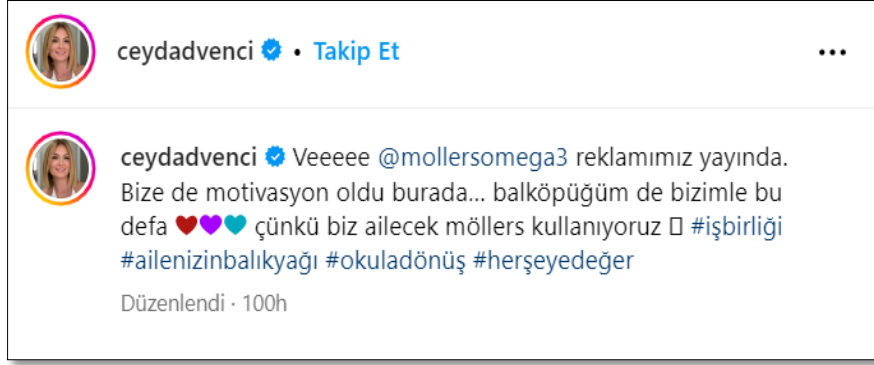 ceydadvenci • Takip Et
ceydadvenci Veeeee @mollersomega3 reklamımız yayında.
Bize de motivasyon oldu burada... balköpüğüm de bizimle bu
defa ❤💜🩵 çünkü biz ailecek möllers kullanıyoruz ▯ #işbirliği
#ailenizinbalıkyağı #okuladönüş #herşeyedeğer
Düzenlendi · 100h